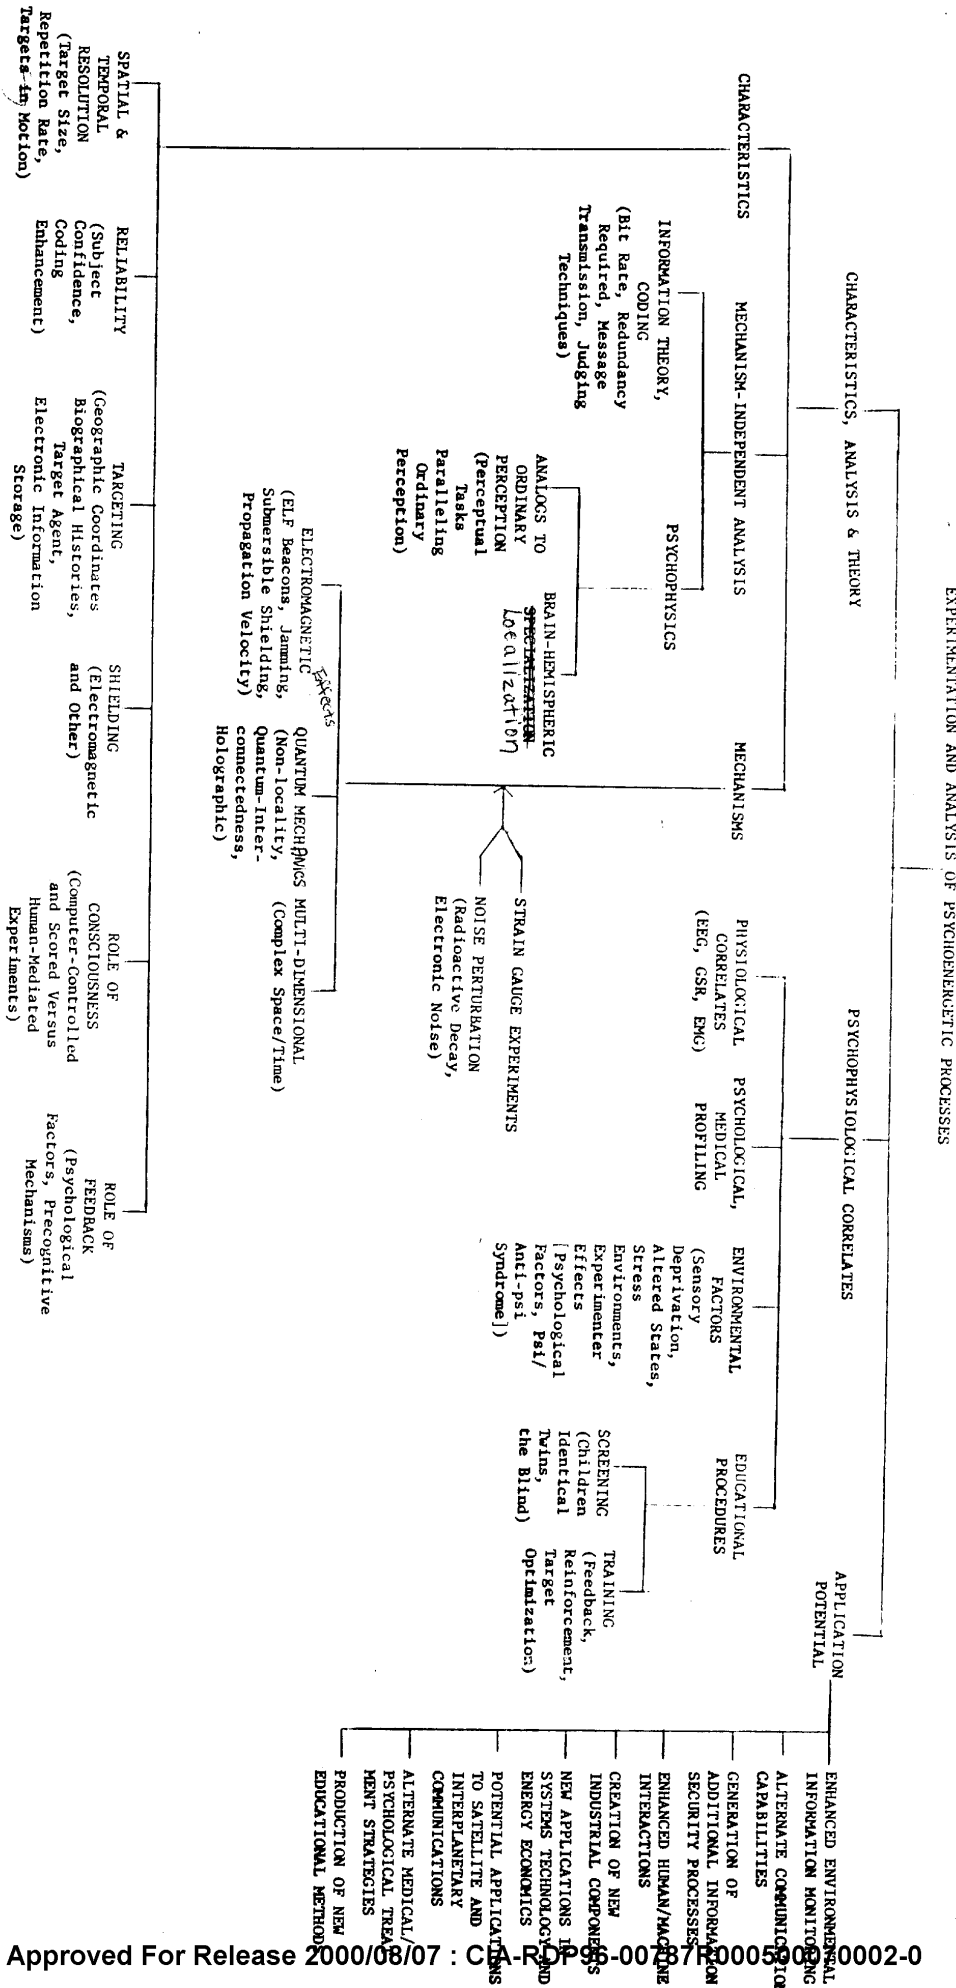 EXPERIMENTATION AND ANALYSIS OF PSYCHOENERGETIC PROCESSES
CHARACTERISTICS, ANALYSIS & THEORY
PSYCHOPHYSIOLOGICAL CORRELATES
APPLICATION
POTENTIAL
CHARACTERISTICS
MECHANISM-INDEPENDENT ANALYSIS
MECHANISMS
PHYSIOLOGICAL
CORRELATES
(EEG, GSR, EMG)
PSYCHOLOGICAL,
MEDICAL
PROFILING
ENVIRONMENTAL
FACTORS
(Sensory
Deprivation,
Altered States,
Stress
Environments,
Experimenter
Effects
[Psychological
Factors, Psi/
Anti-psi
Syndrome])
EDUCATIONAL
PROCEDURES
SCREENING
(Children
Identical
Twins,
the Blind)
TRAINING
(Feedback,
Reinforcement,
Target
Optimization)
INFORMATION THEORY,
CODING
(Bit Rate, Redundancy
Required, Message
Transmission, Judging
Techniques)
PSYCHOPHYSICS
ANALOGS TO
ORDINARY
PERCEPTION
(Perceptual
Tasks
Paralleling
Ordinary
Perception)
BRAIN-HEMISPHERIC
SPECIALIZATION
Localization
STRAIN GAUGE EXPERIMENTS
NOISE PERTURBATION
(Radioactive Decay,
Electronic Noise)
ELECTROMAGNETIC
Effects
(ELF Beacons, Jamming,
Submersible Shielding,
Propagation Velocity)
QUANTUM MECHANICS
(Non-locality,
Quantum-Inter-
connectedness,
Holographic)
MULTI-DIMENSIONAL
(Complex Space/Time)
SPATIAL &
TEMPORAL
RESOLUTION
(Target Size,
Repetition Rate,
Targets in Motion)
RELIABILITY
(Subject
Confidence,
Coding
Enhancement)
TARGETING
(Geographic Coordinates
Biographical Histories,
Target Agent,
Electronic Information
Storage)
SHIELDING
(Electromagnetic
and Other)
ROLE OF
CONSCIOUSNESS
(Computer-Controlled
and Scored Versus
Human-Mediated
Experiments)
ROLE OF
FEEDBACK
(Psychological
Factors, Precognitive
Mechanisms)
ENHANCED ENVIRONMENTAL
INFORMATION MONITORING
ALTERNATE COMMUNICATION
CAPABILITIES
GENERATION OF
ADDITIONAL INFORMATION
SECURITY PROCESSES
ENHANCED HUMAN/MACHINE
INTERACTIONS
CREATION OF NEW
INDUSTRIAL COMPONENTS
NEW APPLICATIONS IN
SYSTEMS TECHNOLOGY AND
ENERGY ECONOMICS
POTENTIAL APPLICATIONS
TO SATELLITE AND
INTERPLANETARY
COMMUNICATIONS
ALTERNATE MEDICAL/
PSYCHOLOGICAL TREAT-
MENT STRATEGIES
PRODUCTION OF NEW
EDUCATIONAL METHODS
Approved For Release 2000/08/07 : CIA-RDP96-00787R000500
0002-0